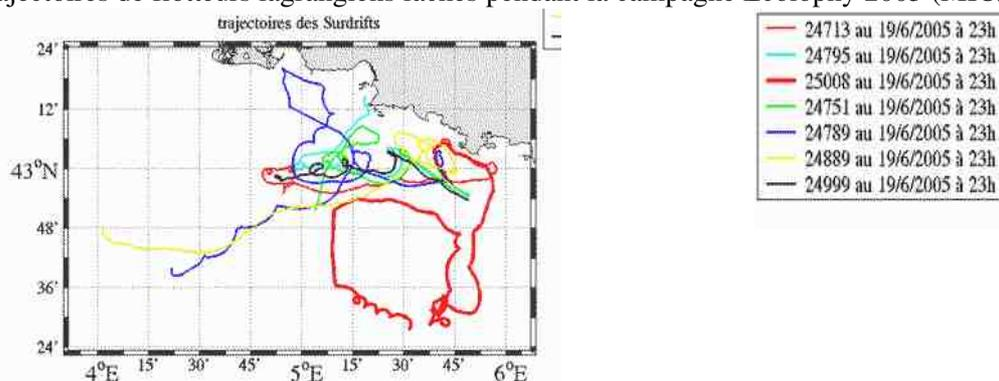 trajectoires des Surdrifts
24'
12'
43°N
48'
36'
24'
4°E 15' 30' 45' 5°E 15' 30' 45' 6°E
24713 au 19/6/2005 à 23h
24795 au 19/6/2005 à 23h
25008 au 19/6/2005 à 23h
24751 au 19/6/2005 à 23h
24789 au 19/6/2005 à 23h
24889 au 19/6/2005 à 23h
24999 au 19/6/2005 à 23h